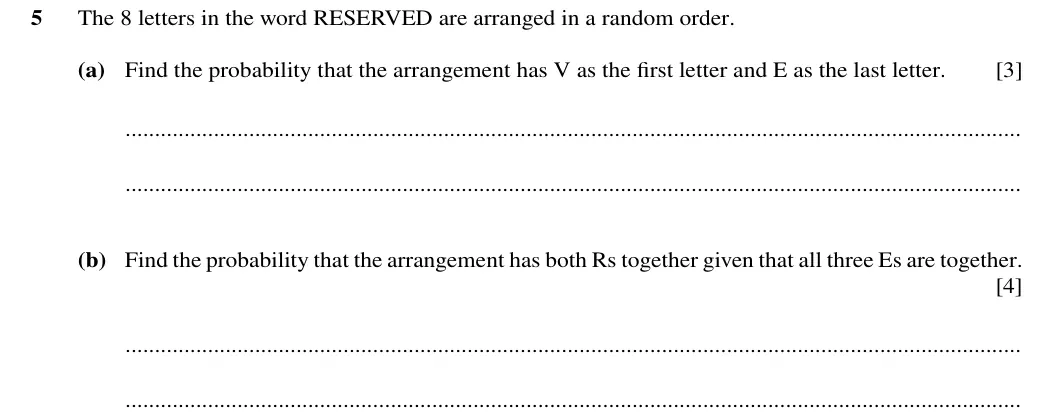 5 The 8 letters in the word RESERVED are arranged in a random order.
(a) Find the probability that the arrangement has V as the first letter and E as the last letter. [3]
................................................................................
................................................................................
(b) Find the probability that the arrangement has both Rs together given that all three Es are together.
[4]
................................................................................
................................................................................